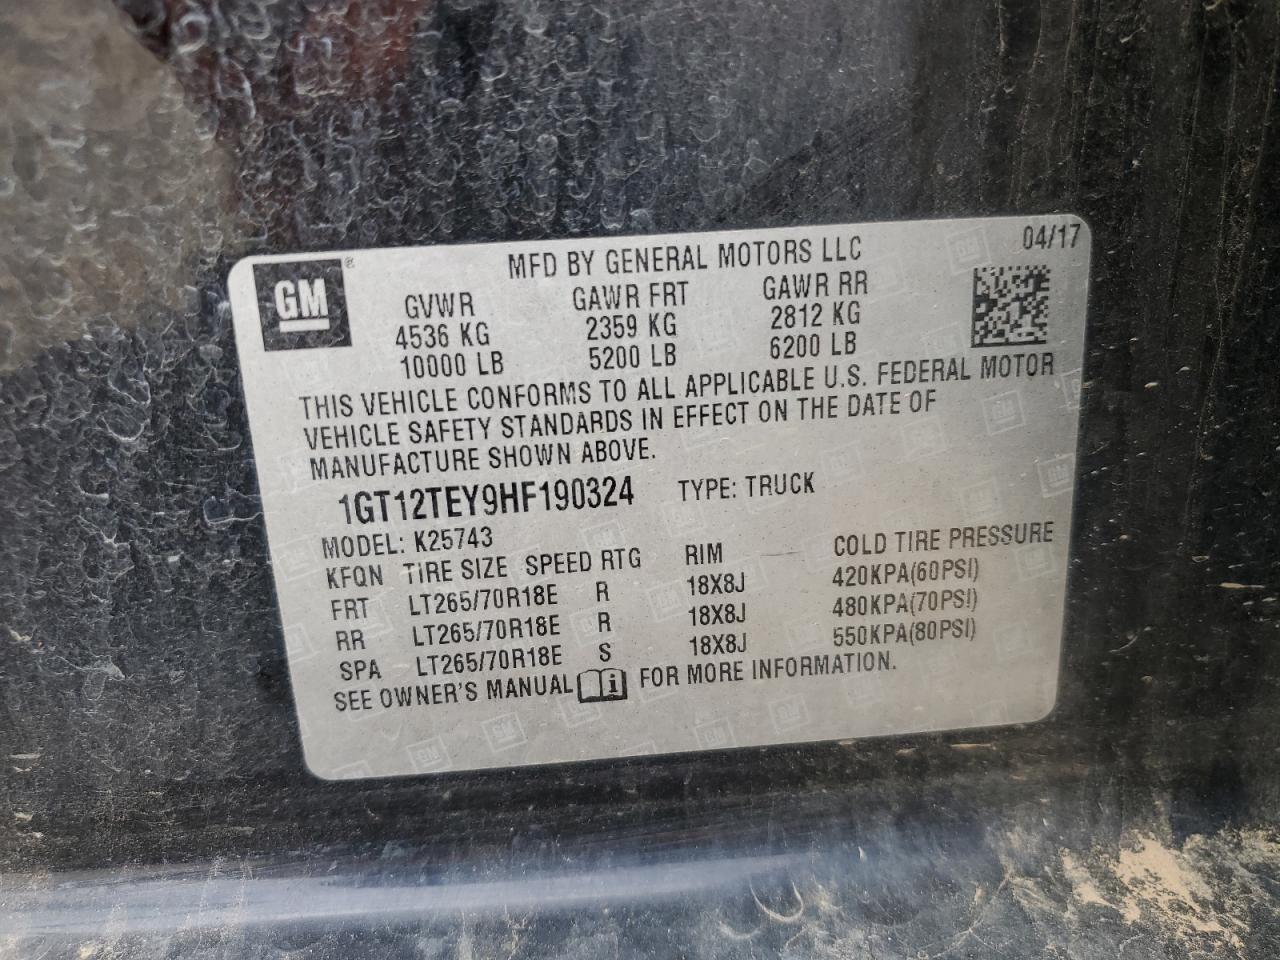 MFD BY GENERAL MOTORS LLC 04/17
GM®
GVWR GAWR FRT GAWR RR
4536 KG 2359 KG 2812 KG
10000 LB 5200 LB 6200 LB
THIS VEHICLE CONFORMS TO ALL APPLICABLE U.S. FEDERAL MOTOR
VEHICLE SAFETY STANDARDS IN EFFECT ON THE DATE OF
MANUFACTURE SHOWN ABOVE.
1GT12TEY9HF190324 TYPE: TRUCK
MODEL: K25743
KFQN TIRE SIZE SPEED RTG RIM COLD TIRE PRESSURE
FRT LT265/70R18E R 18X8J 420KPA(60PSI)
RR LT265/70R18E R 18X8J 480KPA(70PSI)
SPA LT265/70R18E S 18X8J 550KPA(80PSI)
SEE OWNER'S MANUAL i FOR MORE INFORMATION.